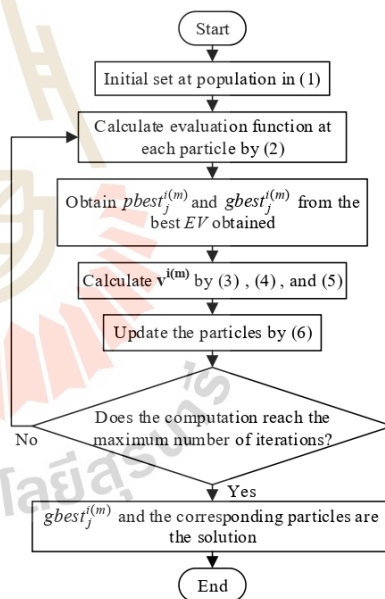 Start
Initial set at population in (1)
Calculate evaluation function at
each particle by (2)
Obtain pbest_j^{i(m)} and gbest_j^{i(m)} from the
best EV obtained
Calculate v^{i(m)} by (3) , (4) , and (5)
Update the particles by (6)
Does the computation reach the
No
maximum number of iterations?
Yes
gbest_j^{i(m)} and the corresponding particles are
the solution
End